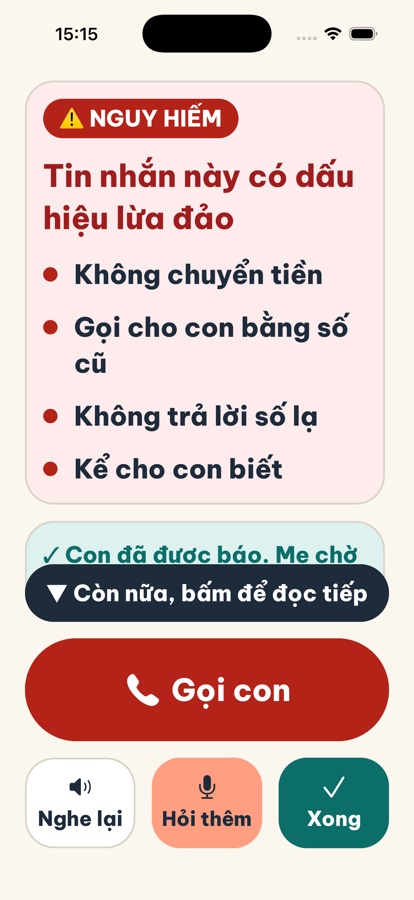 15:15
⚠️ NGUY HIỂM
Tin nhắn này có dấu
hiệu lừa đảo
Không chuyển tiền
Gọi cho con bằng số
cũ
Không trả lời số lạ
Kể cho con biết
✓ Con đã được báo. Mẹ chờ
▼ Còn nữa, bấm để đọc tiếp
Gọi con
Nghe lại
Hỏi thêm
Xong